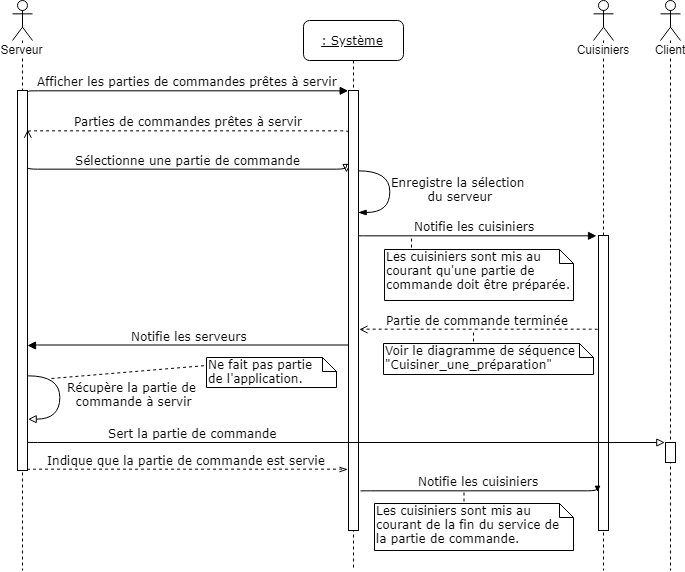 Serveur
: Système
Cuisiniers
Client
Afficher les parties de commandes prêtes à servir
Parties de commandes prêtes à servir
Sélectionne une partie de commande
Enregistre la sélection
du serveur
Notifie les cuisiniers
Les cuisiniers sont mis au
courant qu'une partie de
commande doit être préparée.
Partie de commande terminée
Voir le diagramme de séquence
"Cuisiner_une_préparation"
Notifie les serveurs
Ne fait pas partie
de l'application.
Récupère la partie de
commande à servir
Sert la partie de commande
Indique que la partie de commande est servie
Notifie les cuisiniers
Les cuisiniers sont mis au
courant de la fin du service de
la partie de commande.